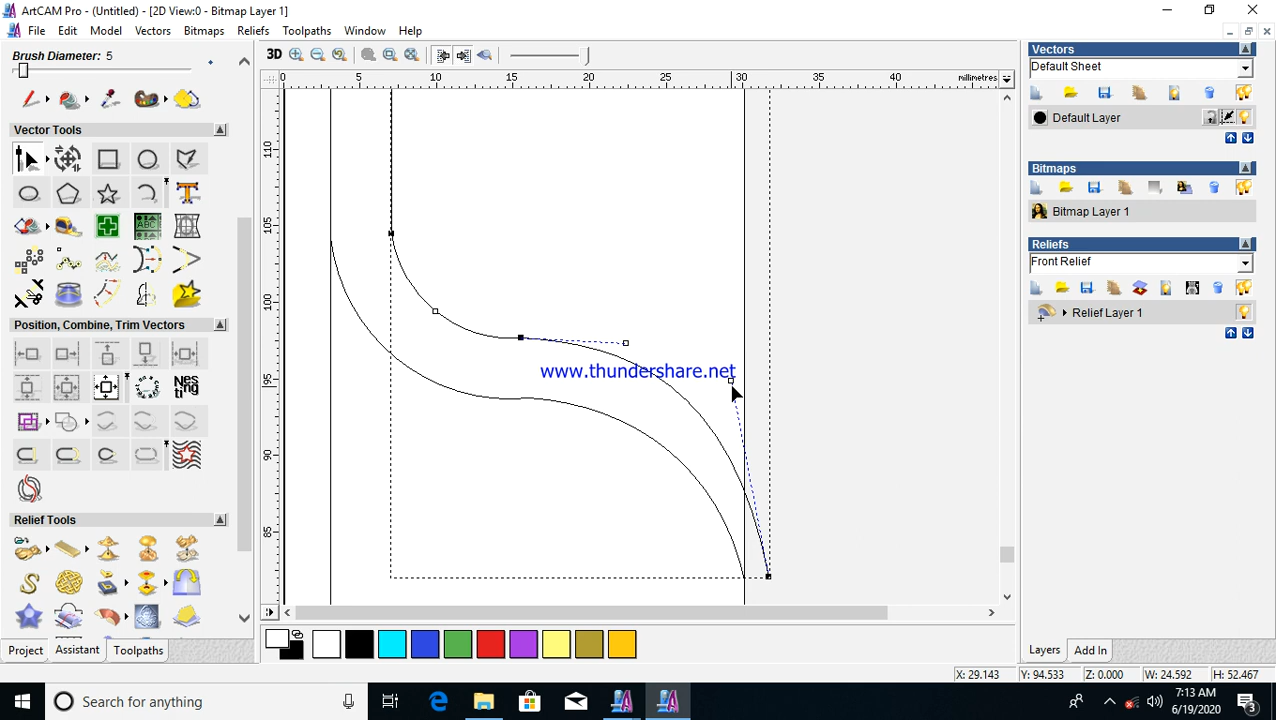 ArtCAM Pro - (Untitled) - [2D View:0 - Bitmap Layer 1]
File Edit Model Vectors Bitmaps Reliefs Toolpaths Window Help
Brush Diameter: 5
Vector Tools
Position, Combine, Trim Vectors
Relief Tools
Project Assistant Toolpaths
3D
0 5 10 15 20 25 30 35 40 millimetres
110
105
100
95
90
85
www.thundershare.net
Vectors
Default Sheet
Default Layer
Bitmaps
Bitmap Layer 1
Reliefs
Front Relief
Relief Layer 1
Layers Add In
X: 29.143 Y: 94.533 Z: 0.000 W: 24.592 H: 52.467
Search for anything
7:13 AM
6/19/2020
3